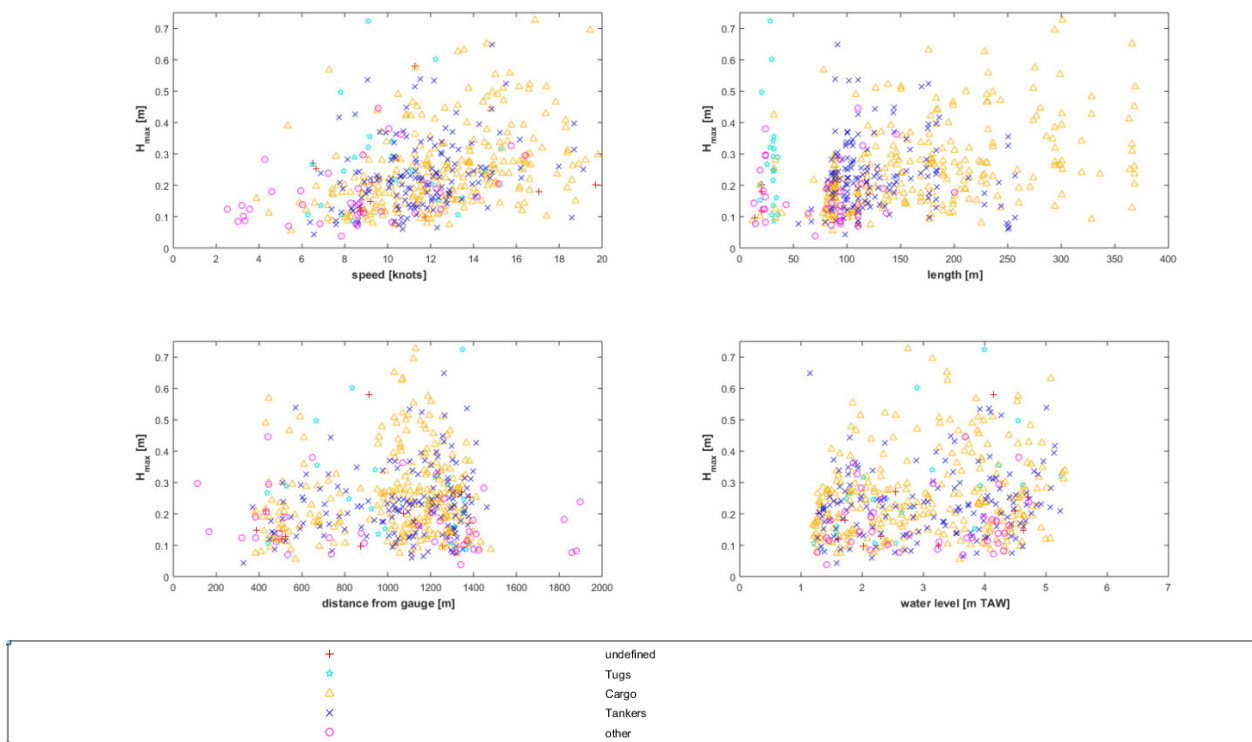 0.7
0.6
0.5
0.4
0.3
0.2
0.1
0
H_max [m]
0 2 4 6 8 10 12 14 16 18 20
speed [knots]
0.7
0.6
0.5
0.4
0.3
0.2
0.1
0
H_max [m]
0 50 100 150 200 250 300 350 400
length [m]
0.7
0.6
0.5
0.4
0.3
0.2
0.1
0
H_max [m]
0 200 400 600 800 1000 1200 1400 1600 1800 2000
distance from gauge [m]
0.7
0.6
0.5
0.4
0.3
0.2
0.1
0
H_max [m]
0 1 2 3 4 5 6 7
water level [m TAW]
undefined
Tugs
Cargo
Tankers
other